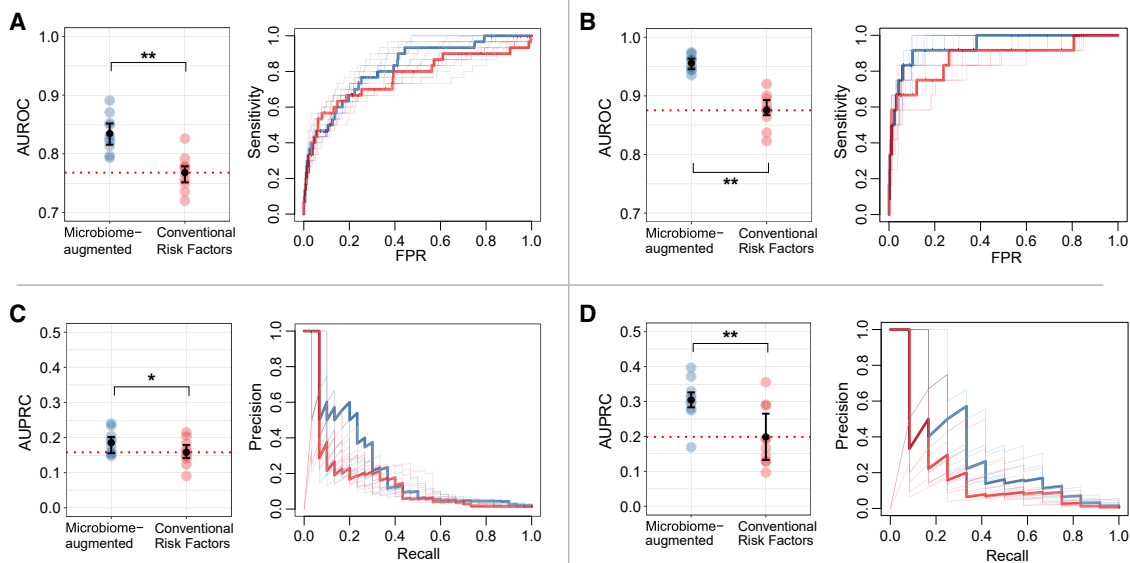 A
AUROC
1.0
0.9
0.8
0.7
**
Microbiome−
augmented
Conventional
Risk Factors
Sensitivity
1.0
0.8
0.6
0.4
0.2
0.0
0.0 0.2 0.4 0.6 0.8 1.0
FPR
B
AUROC
1.0
0.9
0.8
0.7
**
Microbiome−
augmented
Conventional
Risk Factors
Sensitivity
1.0
0.8
0.6
0.4
0.2
0.0
0.0 0.2 0.4 0.6 0.8 1.0
FPR
C
AUPRC
0.5
0.4
0.3
0.2
0.1
0.0
*
Microbiome−
augmented
Conventional
Risk Factors
Precision
1.0
0.8
0.6
0.4
0.2
0.0
0.0 0.2 0.4 0.6 0.8 1.0
Recall
D
AUPRC
0.5
0.4
0.3
0.2
0.1
0.0
**
Microbiome−
augmented
Conventional
Risk Factors
Precision
1.0
0.8
0.6
0.4
0.2
0.0
0.0 0.2 0.4 0.6 0.8 1.0
Recall